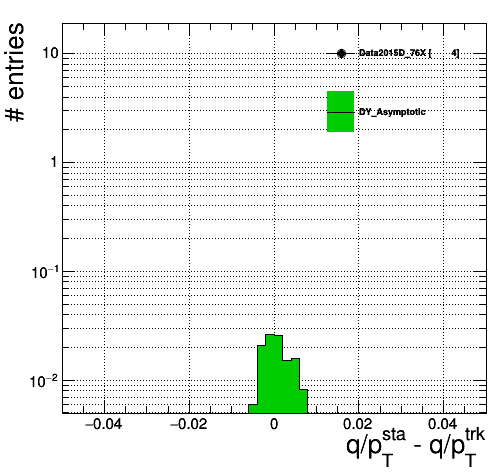 # entries
10
Data2015D_76X [ 4]
DY_Asymptotic
1
10⁻¹
10⁻²
−0.04 −0.02 0 0.02 0.04
q/p_T^sta - q/p_T^trk